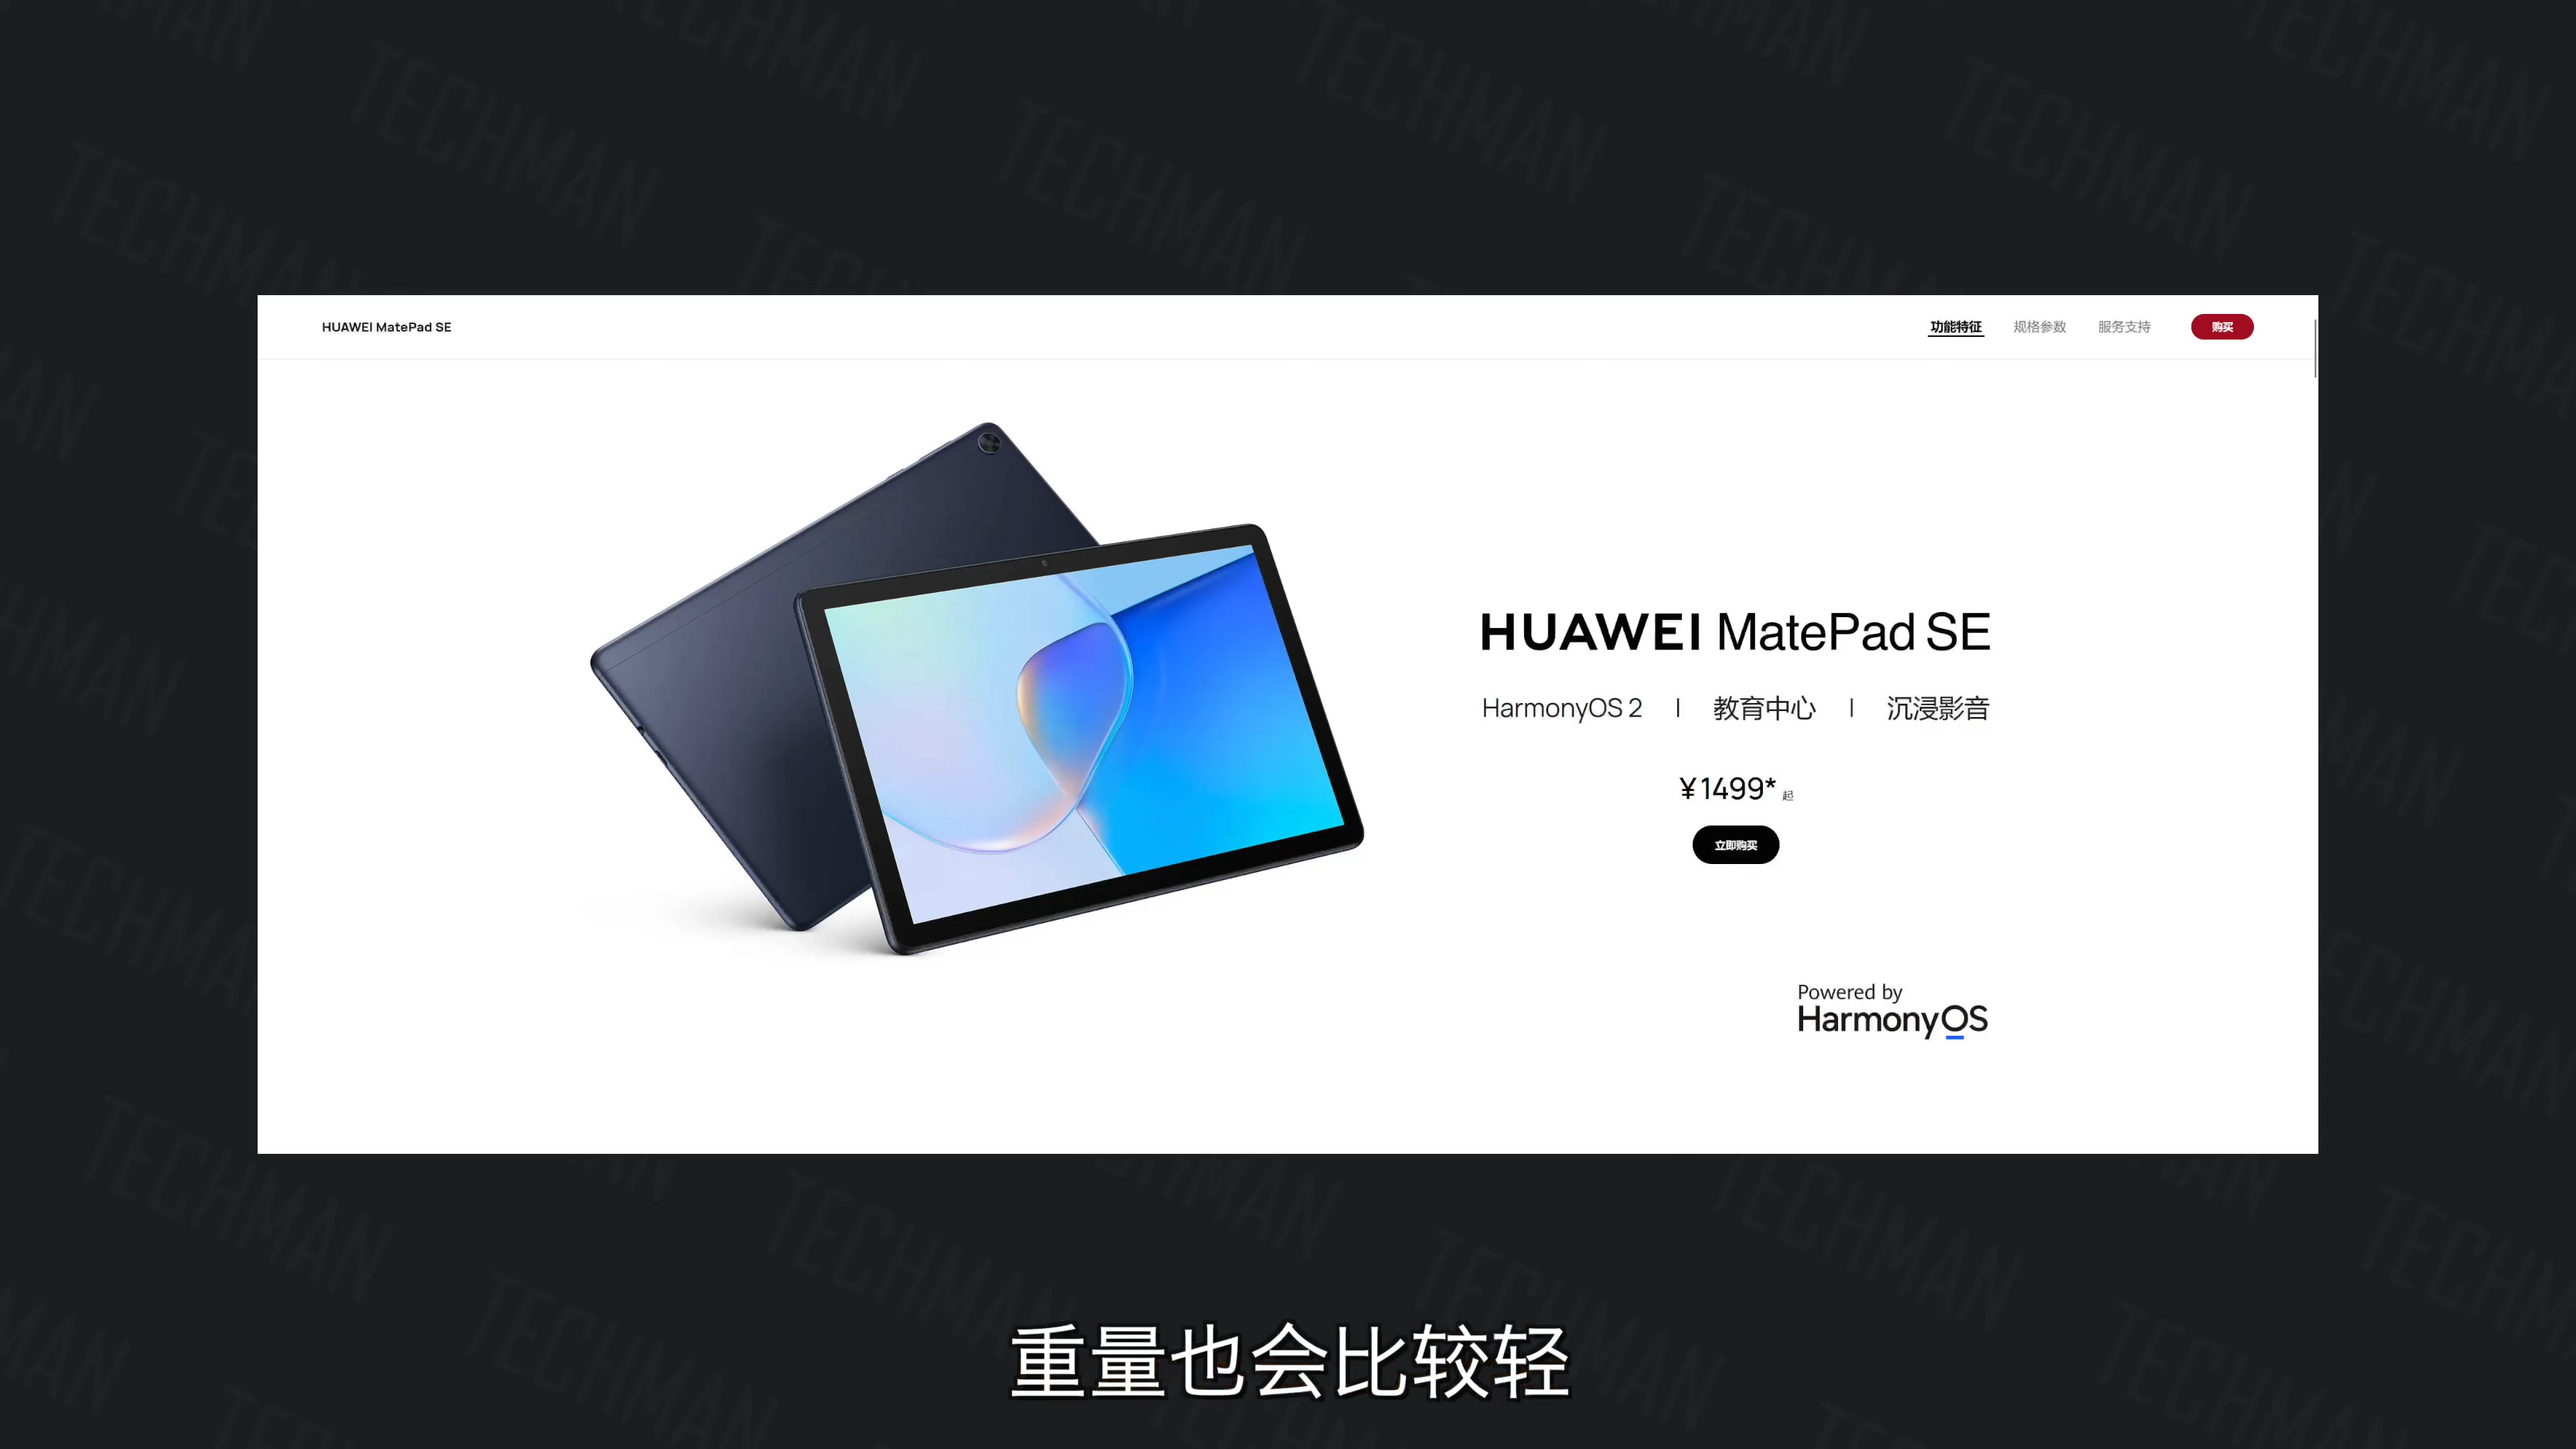 HUAWEI MatePad SE
功能特征 规格参数 服务支持 购买
HUAWEI MatePad SE
HarmonyOS 2 | 教育中心 | 沉浸影音
¥1499* 起
立即购买
Powered by
HarmonyOS
重量也会比较轻
TECHMAN